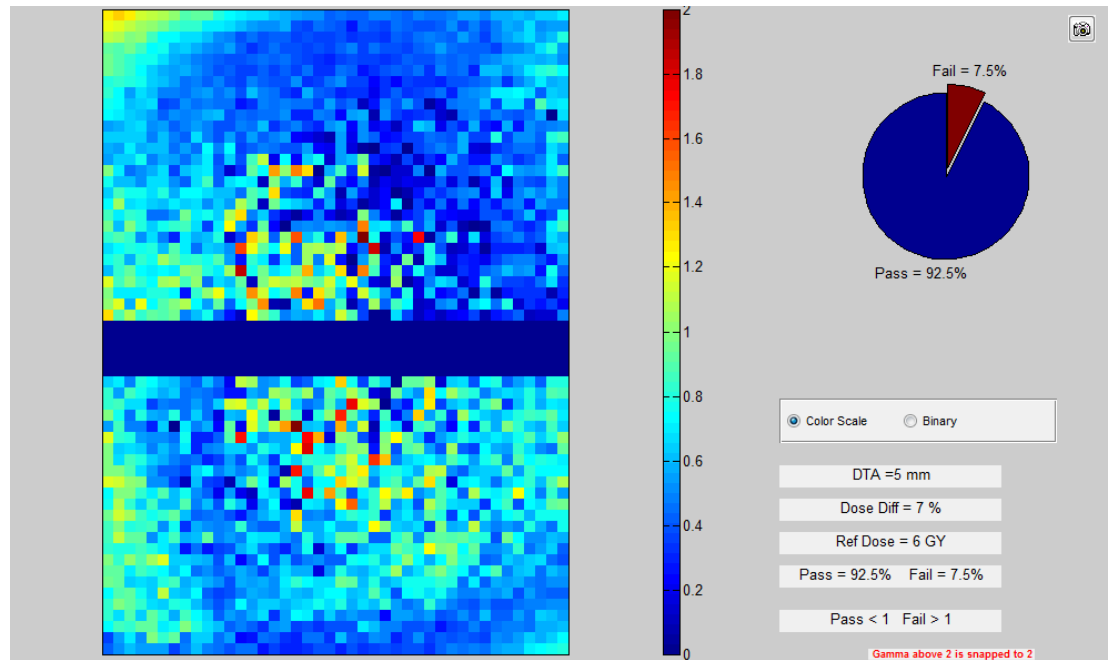 2
1.8
1.6
1.4
1.2
1
0.8
0.6
0.4
0.2
0
Fail = 7.5%
Pass = 92.5%
Color Scale Binary
DTA =5 mm
Dose Diff = 7 %
Ref Dose = 6 GY
Pass = 92.5% Fail = 7.5%
Pass < 1 Fail > 1
Gamma above 2 is snapped to 2